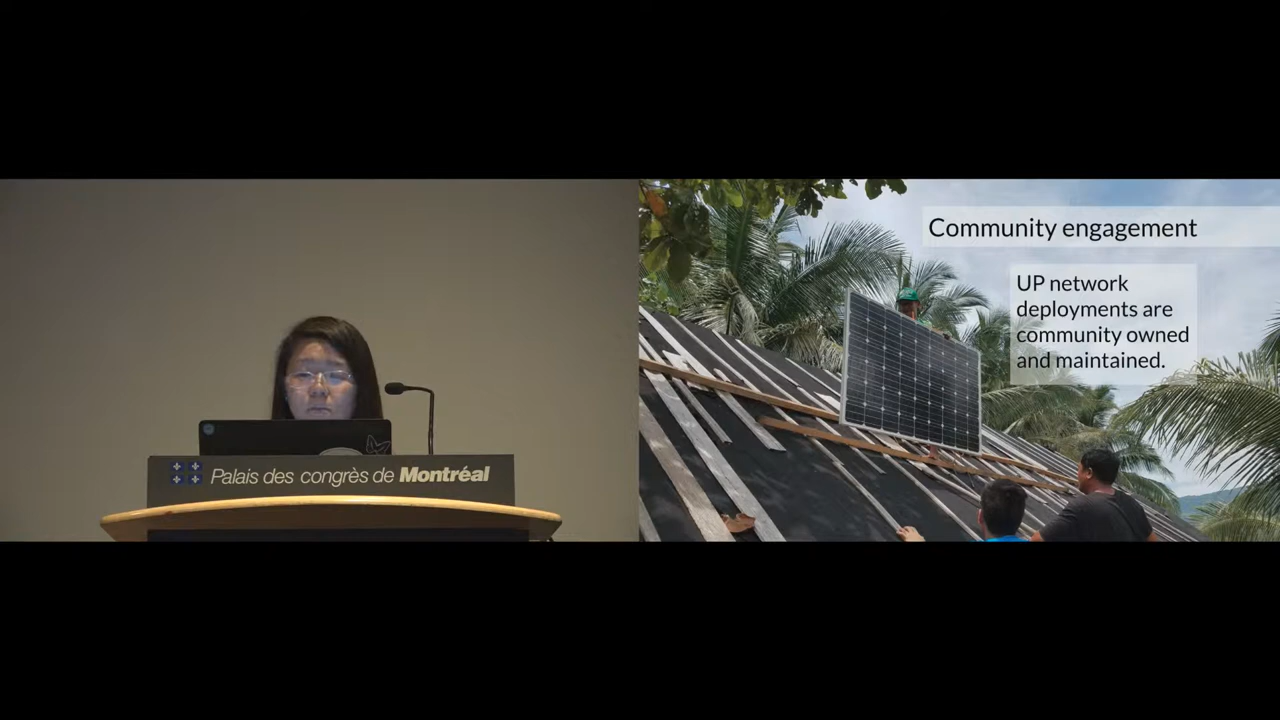 Palais des congrès de Montréal
Community engagement
UP network
deployments are
community owned
and maintained.